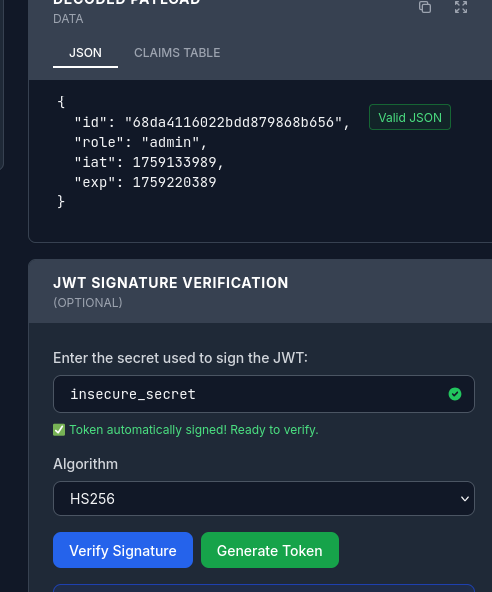 DECODED PAYLOAD
DATA
JSON CLAIMS TABLE
{
"id": "68da4116022bdd879868b656",
Valid JSON
"role": "admin",
"iat": 1759133989,
"exp": 1759220389
}
JWT SIGNATURE VERIFICATION
(OPTIONAL)
Enter the secret used to sign the JWT:
insecure_secret
✅ Token automatically signed! Ready to verify.
Algorithm
HS256
Verify Signature Generate Token